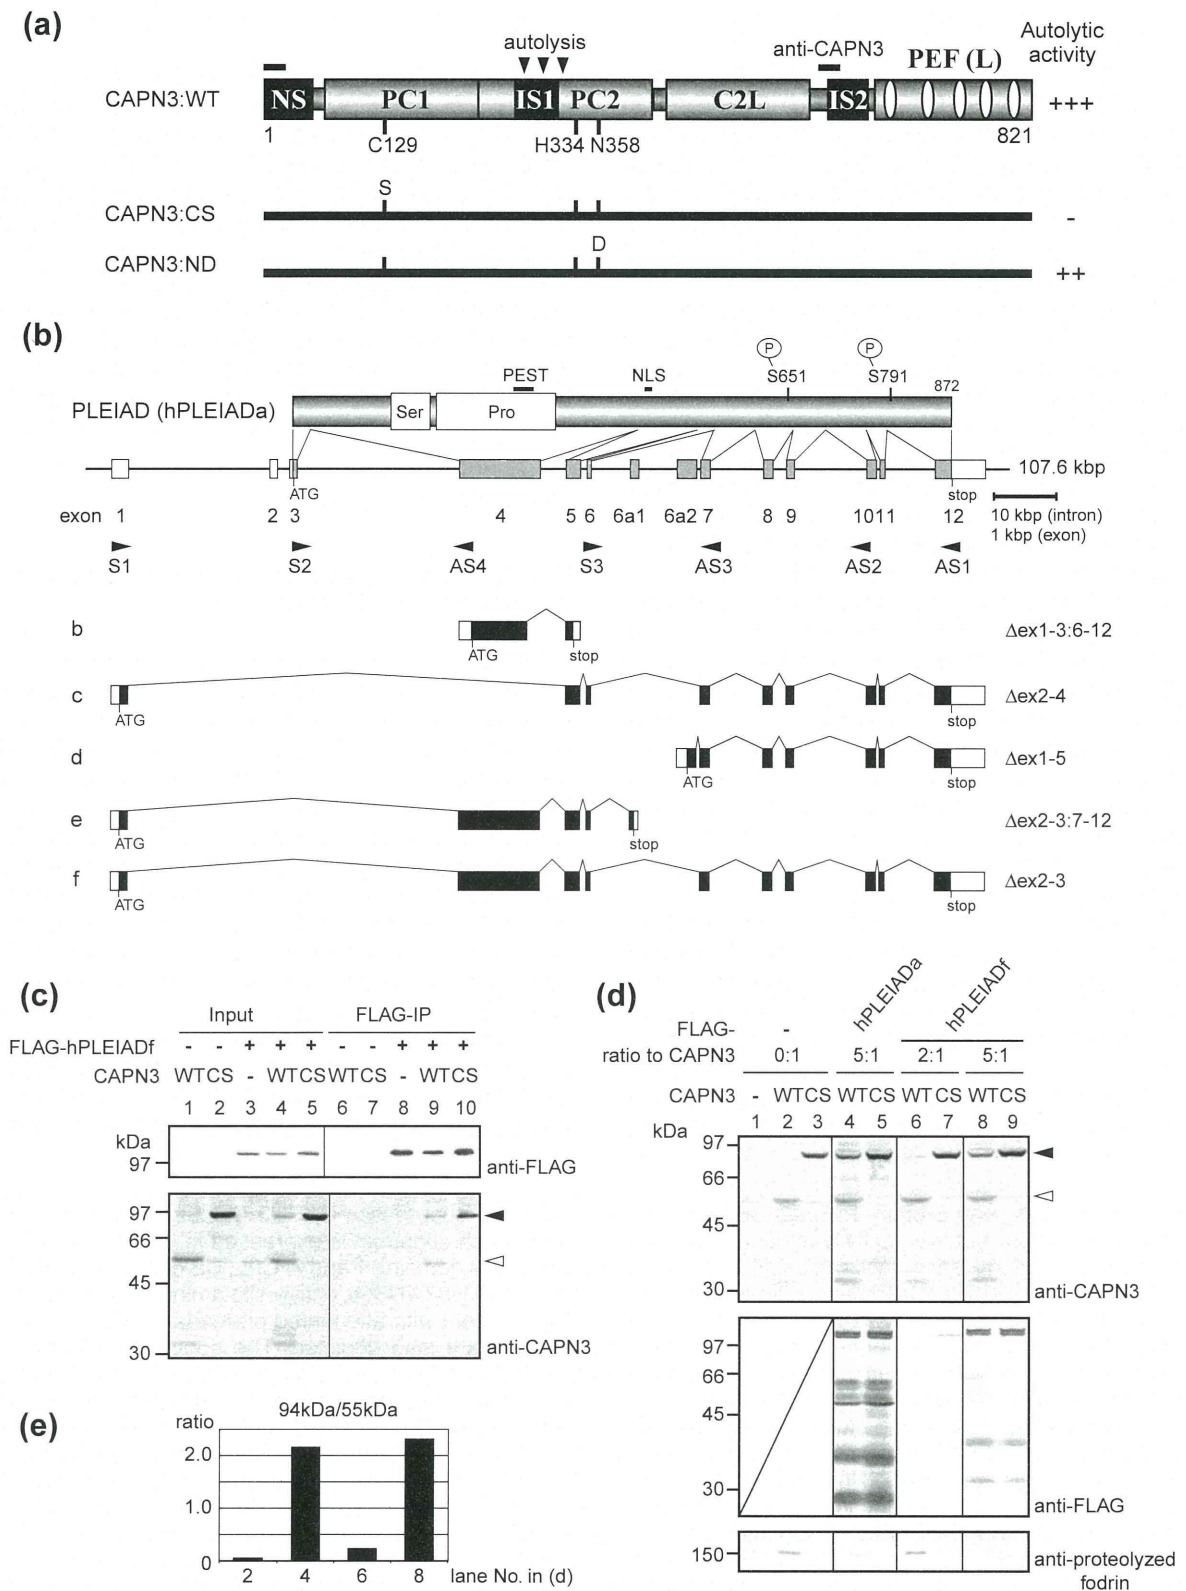 (a)
autolysis
anti-CAPN3
PEF (L)
Autolytic
activity
CAPN3:WT
NS
PC1
IS1
PC2
C2L
IS2
+++
1
C129
H334 N358
821
S
CAPN3:CS
-
D
CAPN3:ND
++
(b)
PEST
NLS
P
S651
P
S791
872
PLEIAD (hPLEIADa)
Ser
Pro
107.6 kbp
ATG
stop
exon 1 2 3 4 5 6 6a1 6a2 7 8 9 10 11 12
10 kbp (intron)
1 kbp (exon)
S1 S2 AS4 S3 AS3 AS2 AS1
b
ATG
stop
Δex1-3:6-12
c
ATG
stop
Δex2-4
d
ATG
stop
Δex1-5
e
ATG
stop
Δex2-3:7-12
f
ATG
stop
Δex2-3
(c)
Input FLAG-IP
FLAG-hPLEIADf - - + + + - - + + +
CAPN3 WT CS - WT CS WT CS - WT CS
1 2 3 4 5 6 7 8 9 10
kDa
97
anti-FLAG
97
66
45
30
anti-CAPN3
(d)
hPLEIADa
hPLEIADf
FLAG- -
ratio to CAPN3 0:1 5:1 2:1 5:1
CAPN3 - WT CS WT CS WT CS WT CS
1 2 3 4 5 6 7 8 9
kDa
97
66
45
30
anti-CAPN3
97
66
45
30
anti-FLAG
150
anti-proteolyzed
fodrin
(e)
ratio
94kDa/55kDa
2.0
1.0
0
2 4 6 8 lane No. in (d)